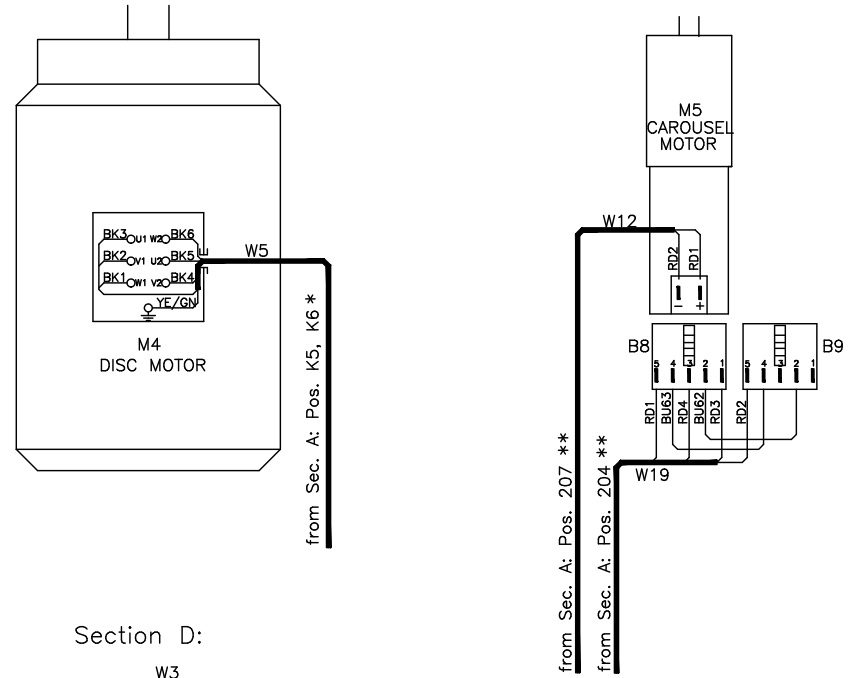 M5
CAROUSEL
MOTOR
W12
RD2
RD1
- +
BK3 U1 W2 BK6
BK2 V1 U2 BK5
BK1 W1 V2 BK4
YE/GN
W5
M4
DISC MOTOR
from Sec. A: Pos. K5, K6 *
B8
5 4 3 2 1
B9
5 4 3 2 1
RD1
BU63
RD4
BU62
RD3
RD2
W19
from Sec. A: Pos. 207 **
from Sec. A: Pos. 204 **
Section D:
W3